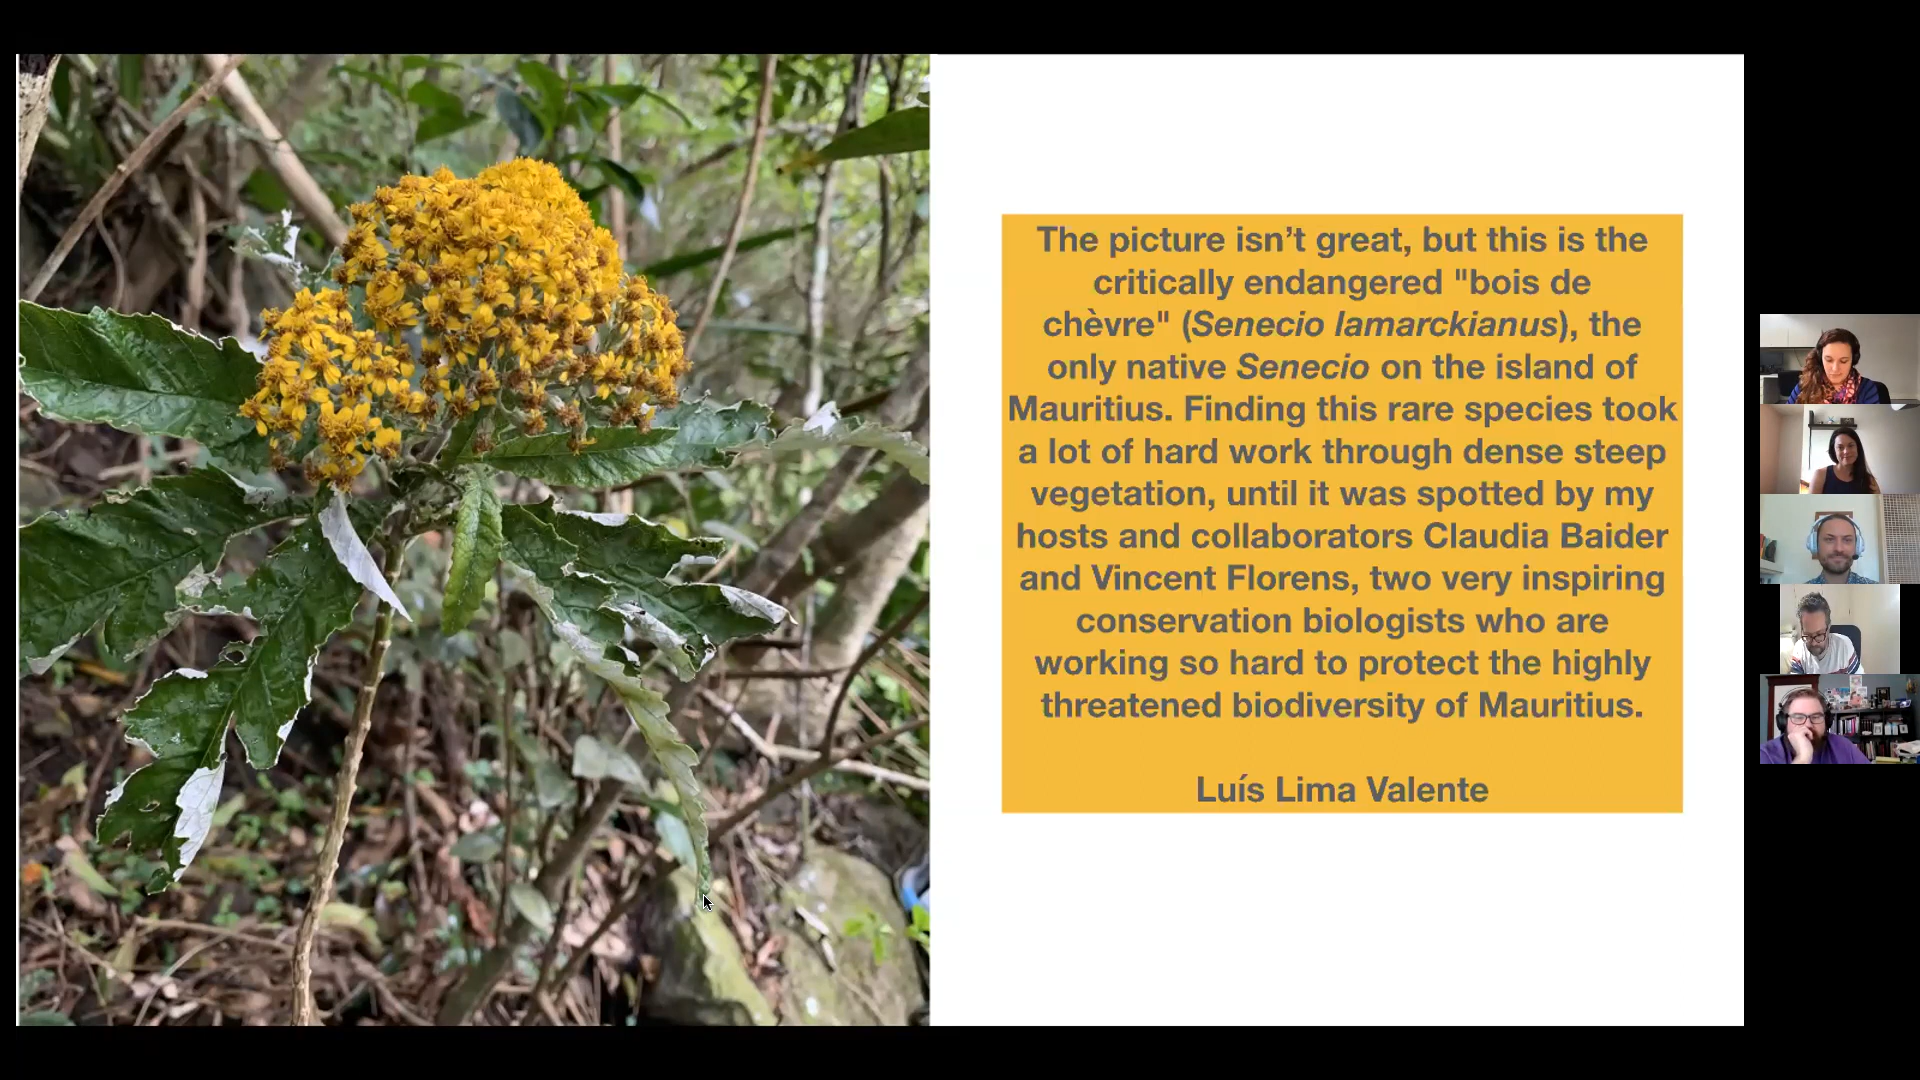 The picture isn’t great, but this is the
critically endangered "bois de
chèvre" (Senecio lamarckianus), the
only native Senecio on the island of
Mauritius. Finding this rare species took
a lot of hard work through dense steep
vegetation, until it was spotted by my
hosts and collaborators Claudia Baider
and Vincent Florens, two very inspiring
conservation biologists who are
working so hard to protect the highly
threatened biodiversity of Mauritius.
Luís Lima Valente